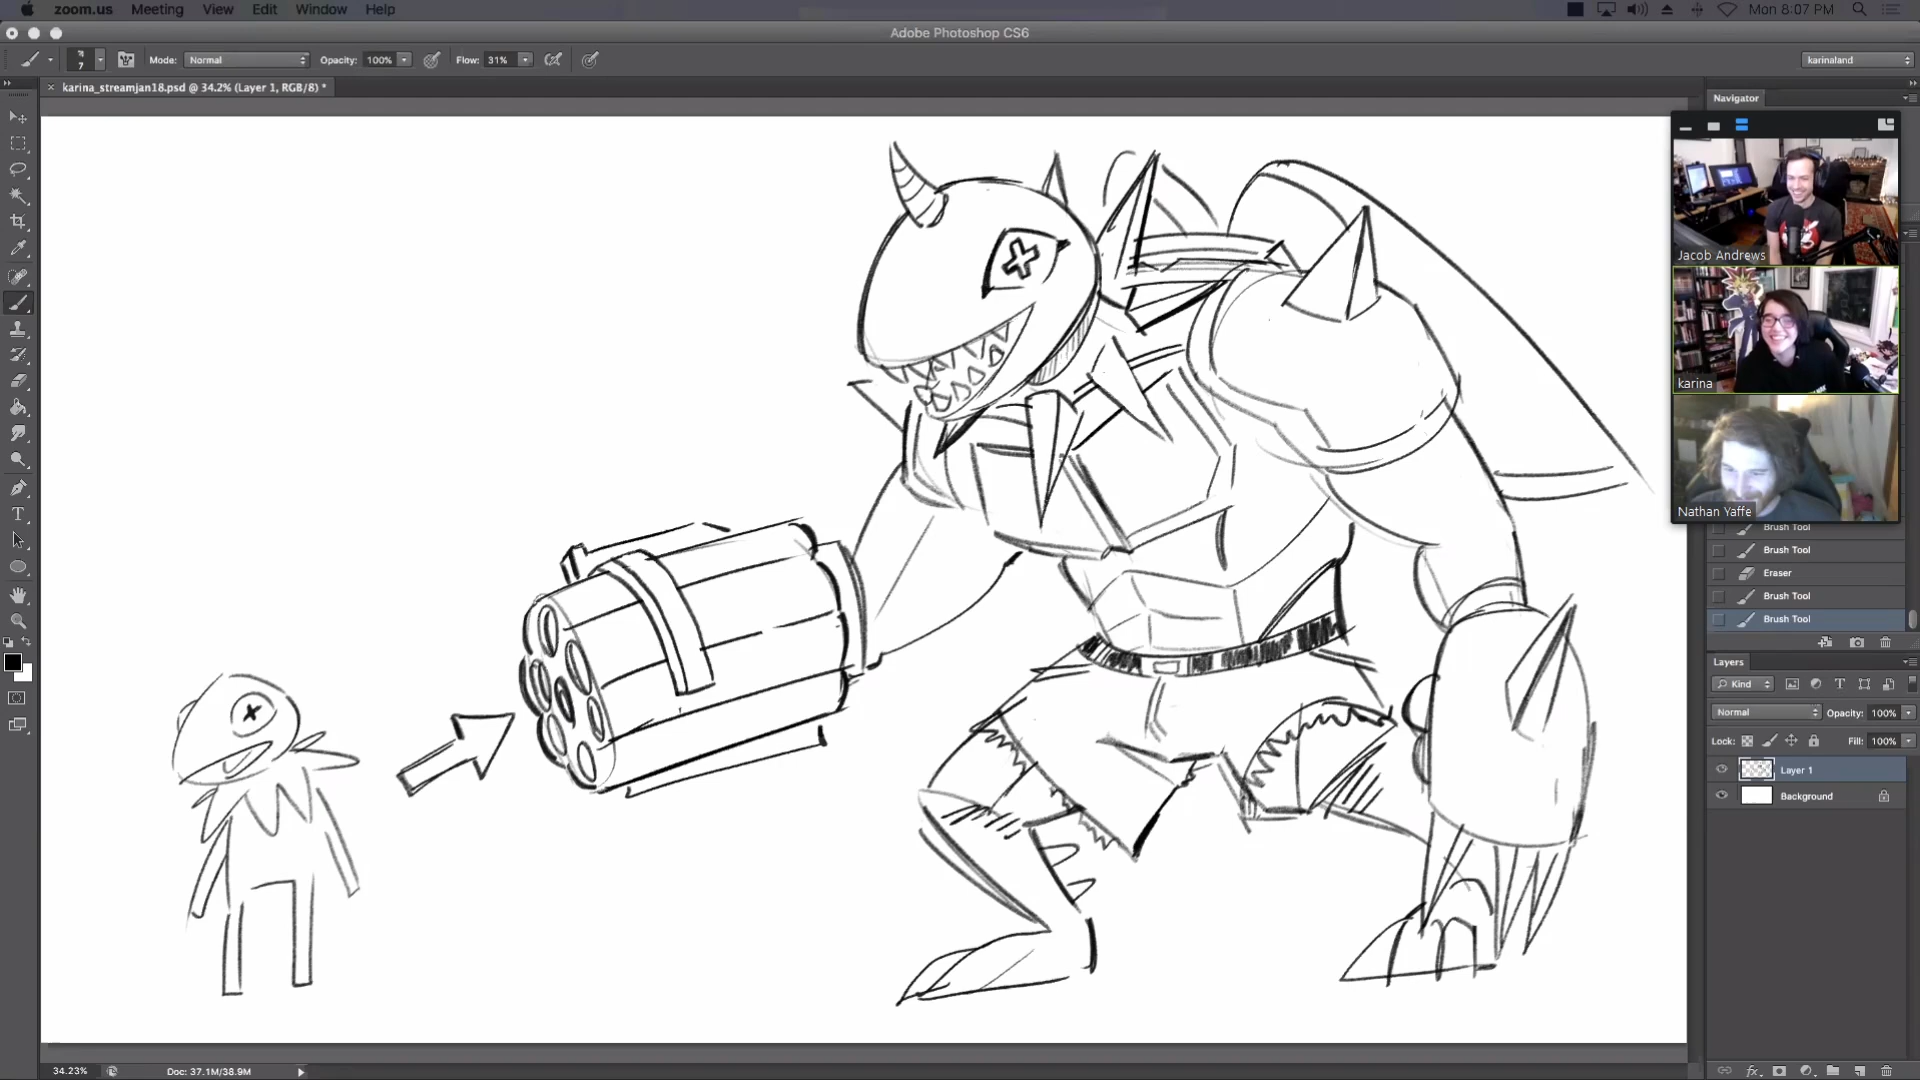 zoom.us Meeting View Edit Window Help Mon 8:07 PM
Adobe Photoshop CS6
7 Mode: Normal Opacity: 100% Flow: 31% karinaland
karina_streamjan18.psd @ 34.2% (Layer 1, RGB/8) *
Navigator
Jacob Andrews
karina
Nathan Yaffe
Brush Tool
Brush Tool
Eraser
Brush Tool
Brush Tool
Layers
Kind
Normal Opacity: 100%
Lock: Fill: 100%
Layer 1
Background
34.23% Doc: 37.1M/38.9M